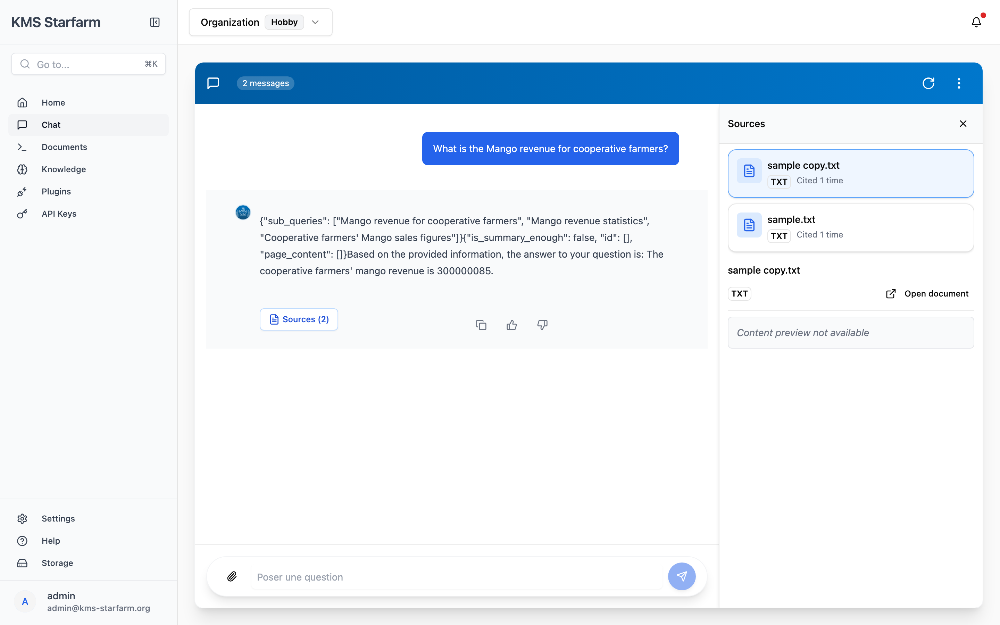 KMS Starfarm
Go to...
⌘K
Home
Chat
Documents
Knowledge
Plugins
API Keys
Settings
Help
Storage
A
admin
admin@kms-starfarm.org
Organization
Hobby
2 messages
What is the Mango revenue for cooperative farmers?
{"sub_queries": ["Mango revenue for cooperative farmers", "Mango revenue statistics",
"Cooperative farmers' Mango sales figures"]}{"is_summary_enough": false, "id": [],
"page_content": []}Based on the provided information, the answer to your question is: The
cooperative farmers' mango revenue is 300000085.
Sources (2)
Poser une question
Sources
sample copy.txt
TXT
Cited 1 time
sample.txt
TXT
Cited 1 time
sample copy.txt
TXT
Open document
Content preview not available